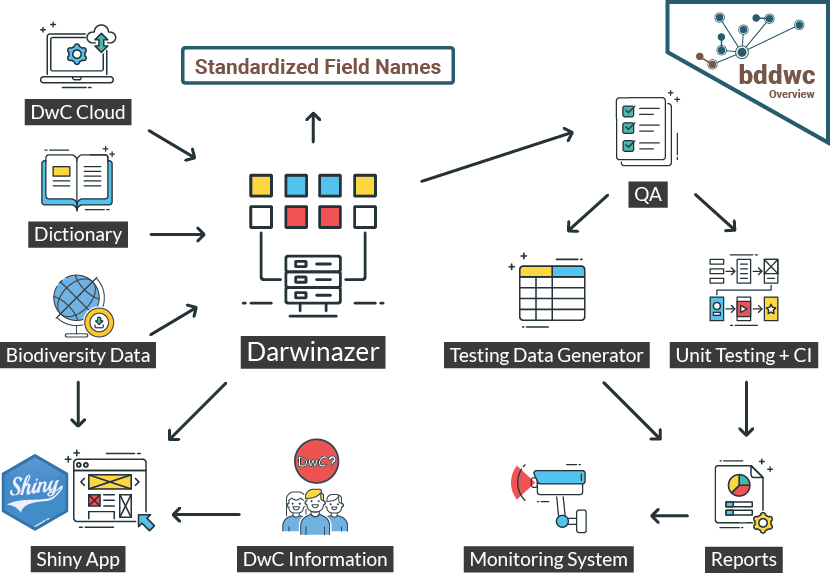 bddwc
Overview
Standardized Field Names
DwC Cloud
Dictionary
QA
Biodiversity Data
Darwinazer
Testing Data Generator
Unit Testing + CI
DwC?
Shiny
Shiny App
DwC Information
Monitoring System
Reports